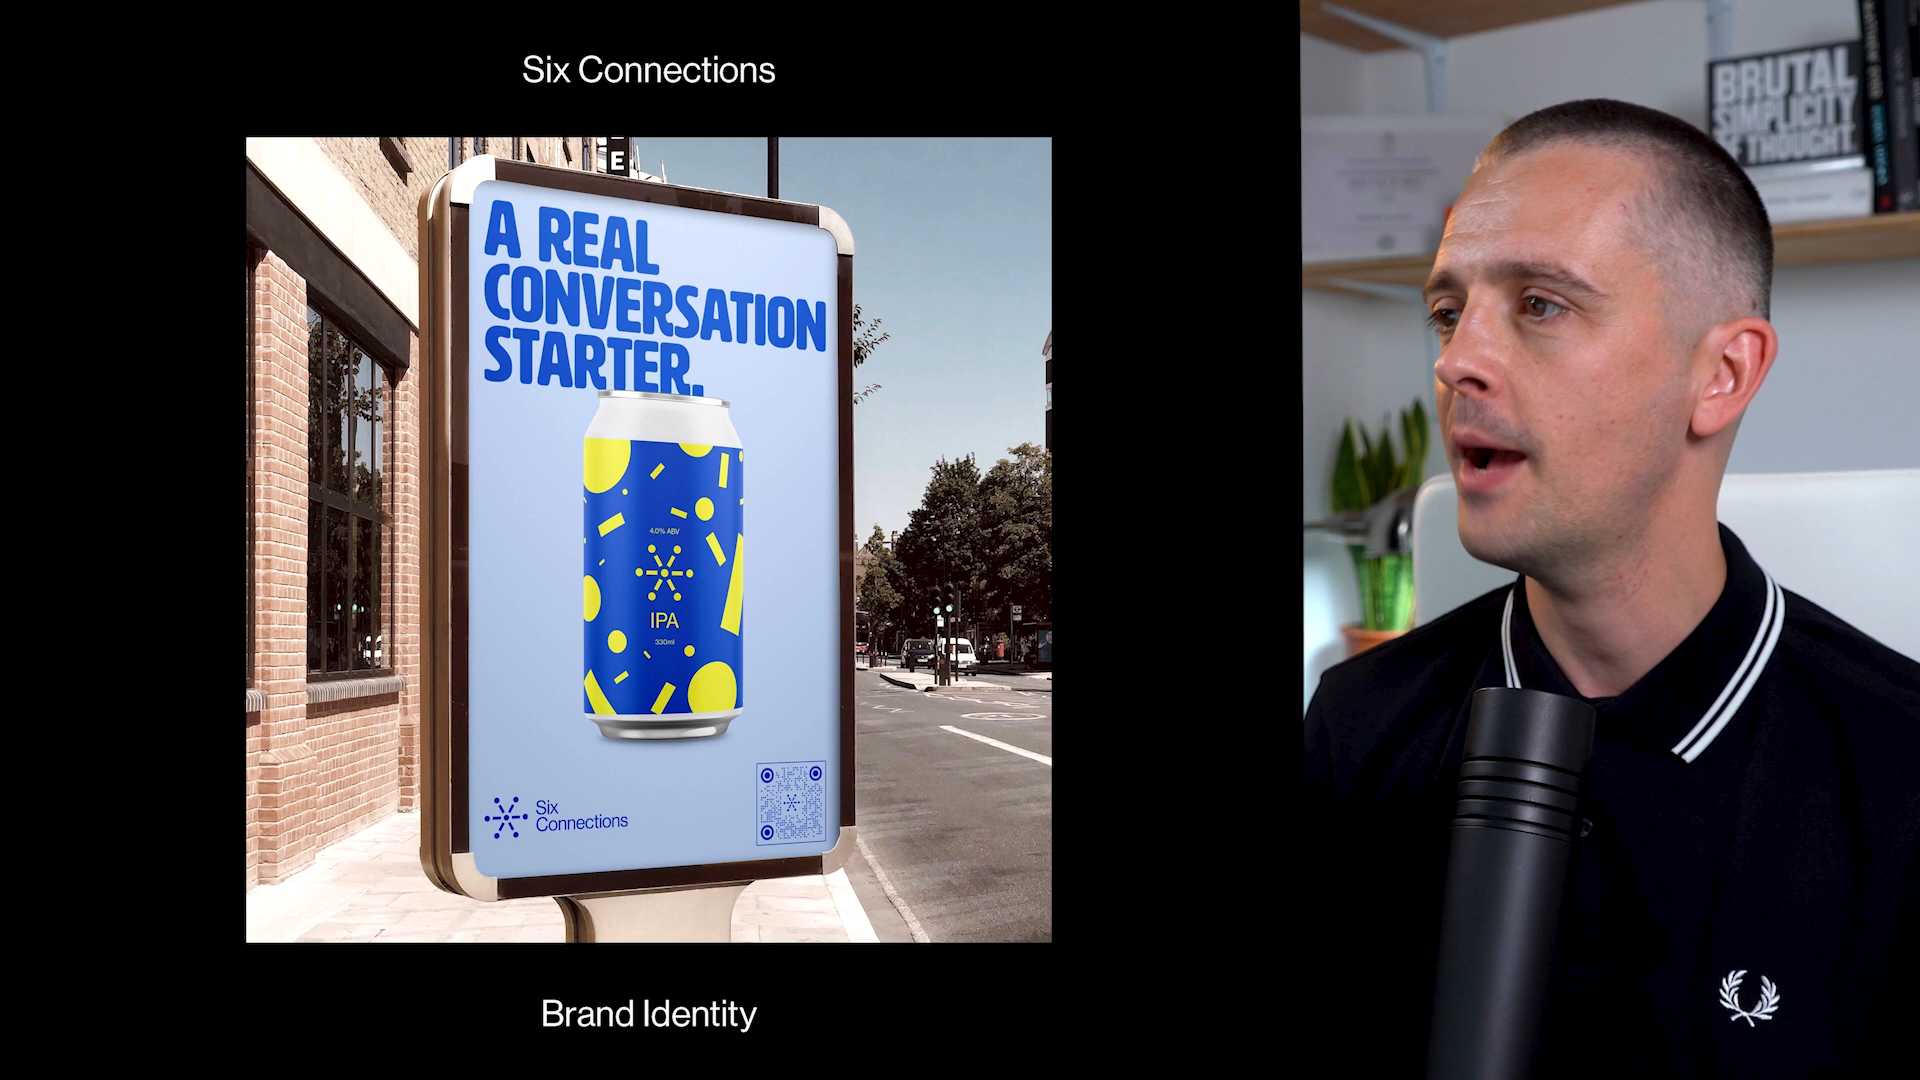 Six Connections
E
A REAL
CONVERSATION
STARTER.
4.0% ABV
IPA
330ml
Six
Connections
Brand Identity
BRUTAL
SIMPLICITY
OF THOUGHT